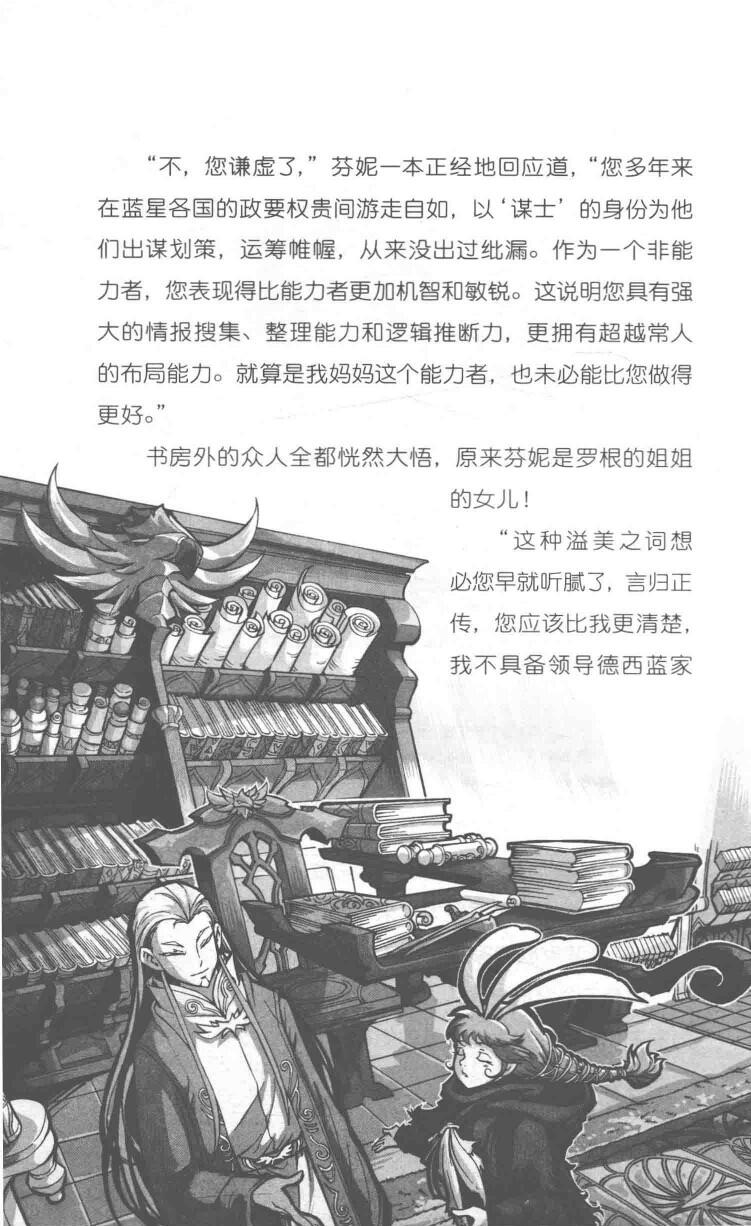 “不，您谦虚了，”芬妮一本正经地回应道，“您多年来
在蓝星各国的政要权贵间游走自如，以‘谋士’的身份为他
们出谋划策，运筹帷幄，从来没出过纰漏。作为一个非能
力者，您表现得比能力者更加机智和敏锐。这说明您具有强
大的情报搜集、整理能力和逻辑推断力，更拥有超越常人
的布局能力。就算是我妈妈这个能力者，也未必能比您做得
更好。”
书房外的众人全都恍然大悟，原来芬妮是罗根的姐姐
的女儿！
“这种溢美之词想
必您早就听腻了，言归正
传，您应该比我更清楚，
我不具备领导德西蓝家